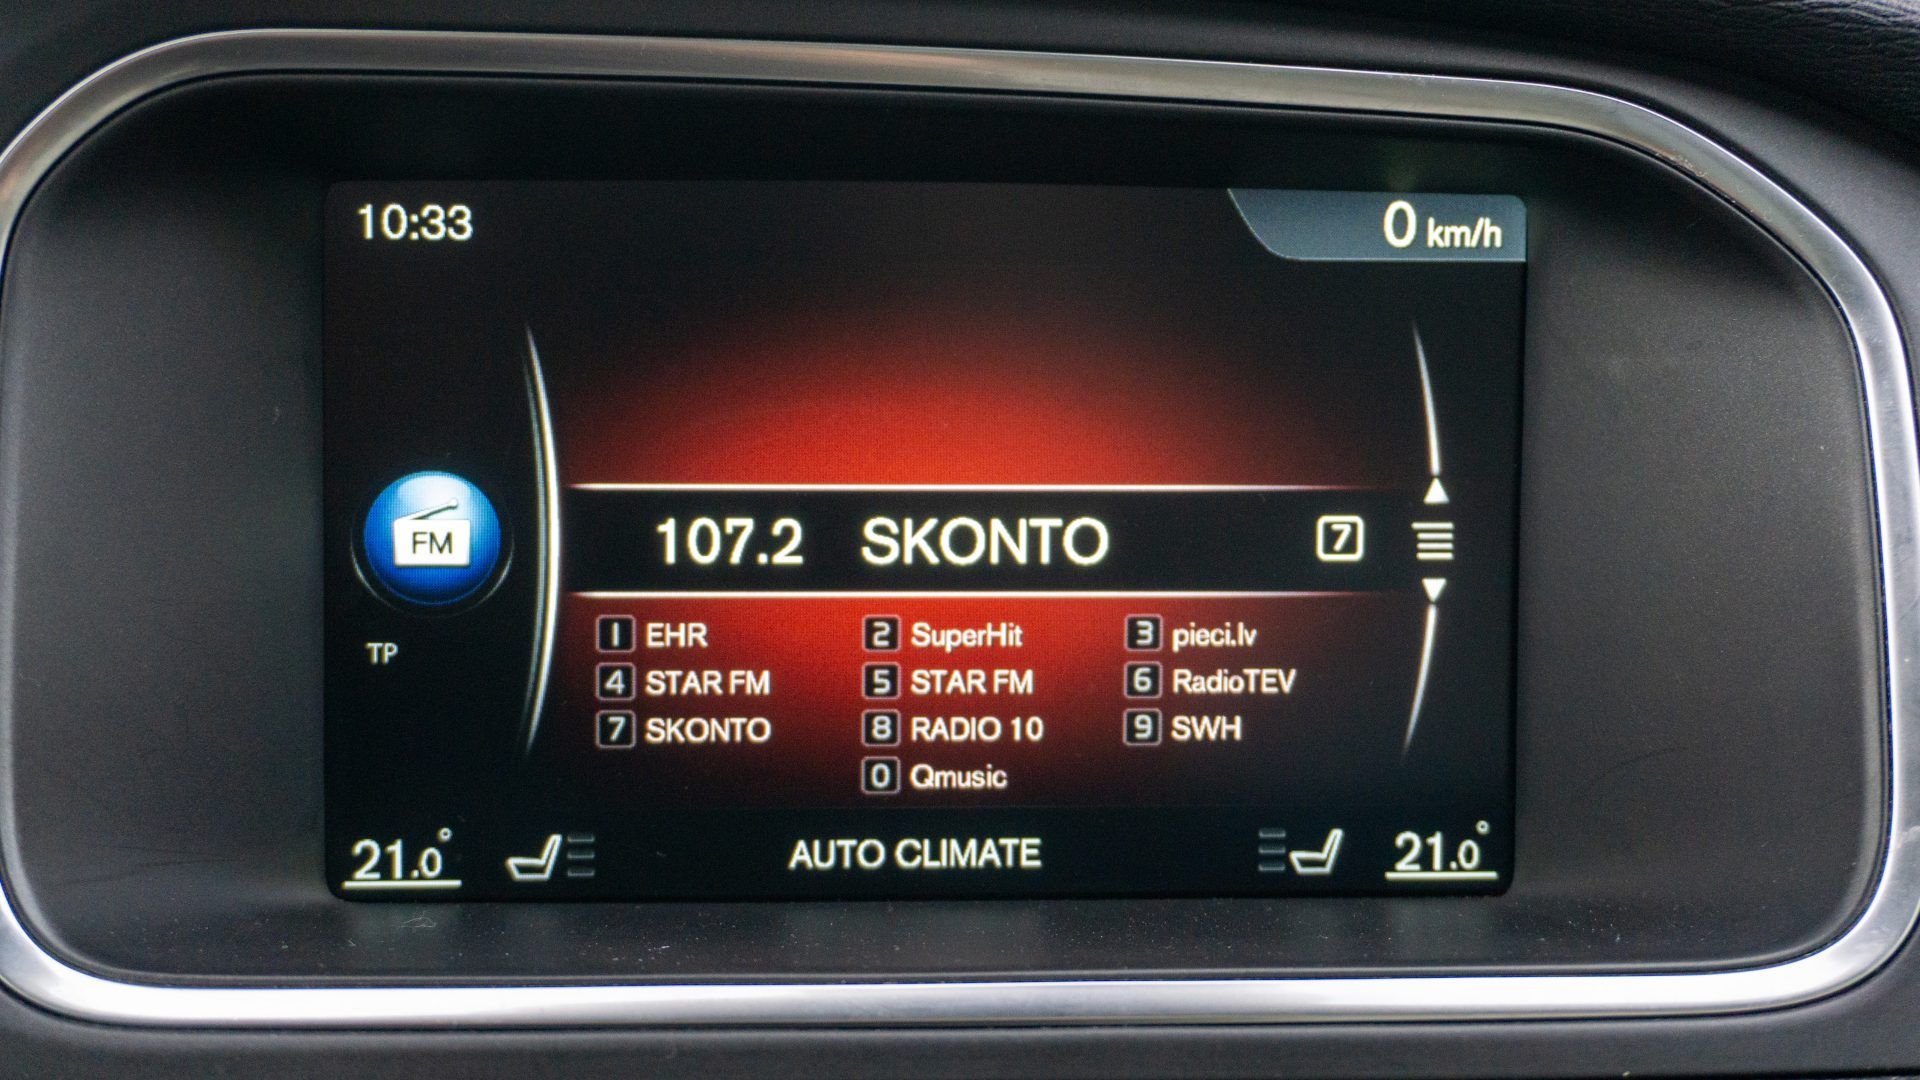 10:33
0 km/h
FM
107.2 SKONTO 7
TP
1 EHR 2 SuperHit 3 pieci.lv
4 STAR FM 5 STAR FM 6 RadioTEV
7 SKONTO 8 RADIO 10 9 SWH
0 Qmusic
21.0° AUTO CLIMATE 21.0°